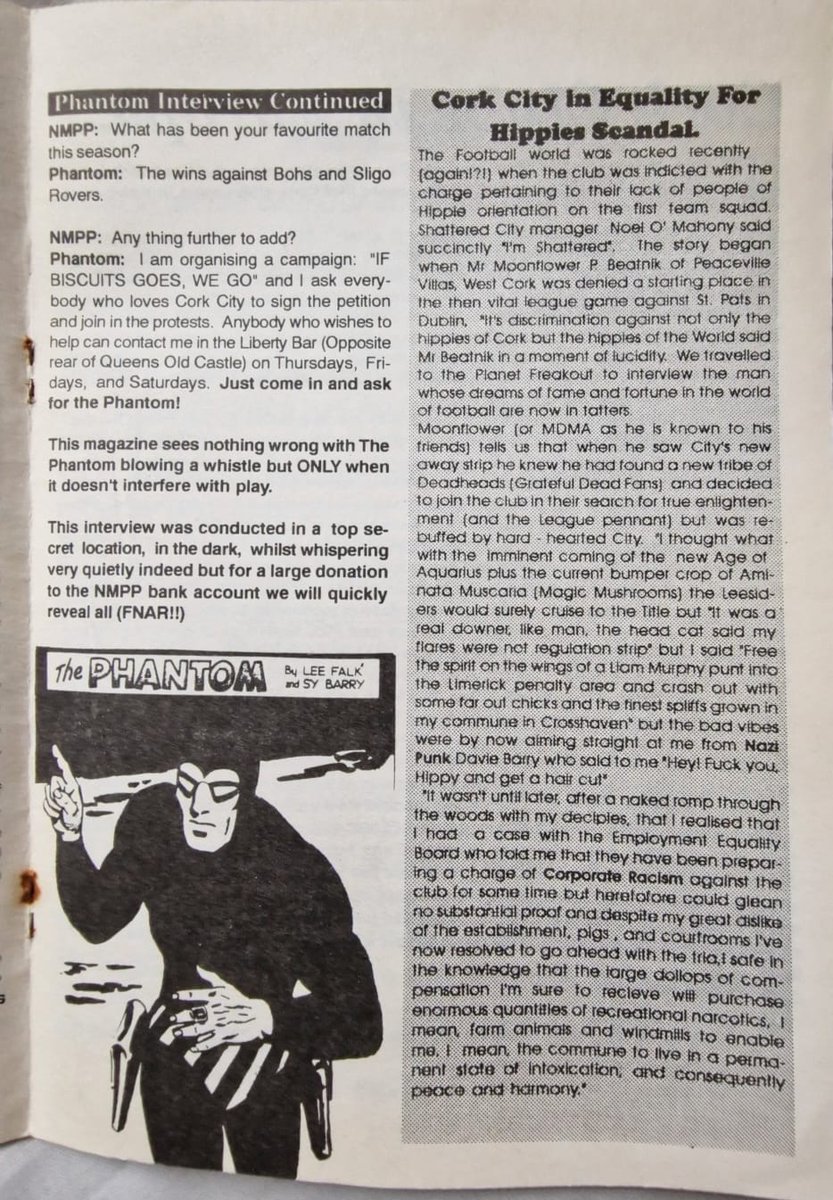 Phantom Interview Continued
NMPP: What has been your favourite match
this season?
Phantom: The wins against Bohs and Sligo
Rovers.
NMPP: Any thing further to add?
Phantom: I am organising a campaign: "IF
BISCUITS GOES, WE GO" and I ask every-
body who loves Cork City to sign the petition
and join in the protests. Anybody who wishes to
help can contact me in the Liberty Bar (Opposite
rear of Queens Old Castle) on Thursdays, Fri-
days, and Saturdays. Just come in and ask
for the Phantom!
This magazine sees nothing wrong with The
Phantom blowing a whistle but ONLY when
it doesn't interfere with play.
This interview was conducted in a top se-
cret location, in the dark, whilst whispering
very quietly indeed but for a large donation
to the NMPP bank account we will quickly
reveal all (FNAR!!)
The PHANTOM By LEE FALK
and SY BARRY
Cork City in Equality For
Hippies Scandal.
The Football world was rocked recently
(again!?!) when the club was indicted with the
charge pertaining to their lack of people of
Hippie orientation on the first team squad.
Shattered City manager Noel O' Mahony said
succinctly "I'm Shattered". The story began
when Mr Moonflower P. Beatnik of Peaceville
Villas, West Cork was denied a starting place in
the then vital league game against St. Pats in
Dublin, "It's discrimination against not only the
hippies of Cork but the hippies of the World said
Mr Beatnik in a moment of lucidity. We travelled
to the Planet Freakout to interview the man
whose dreams of fame and fortune in the world
of football are now in tatters.
Moonflower (or MDMA as he is known to his
friends) tells us that when he saw City's new
away strip he knew he had found a new tribe of
Deadheads (Grateful Dead Fans) and decided
to join the club in their search for true enlighten-
ment (and the League pennant) but was re-
buffed by hard - hearted City. "I thought what
with the imminent coming of the new Age of
Aquarius plus the current bumper crop of Ami-
nata Muscaria (Magic Mushrooms) the Leesid-
ers would surely cruise to the Title but "It was a
real downer, like man, the head cat said my
flares were not regulation strip" but I said "Free
the spirit on the wings of a Liam Murphy punt into
the Limerick penalty area and crash out with
some far out chicks and the finest spliffs grown in
my commune in Crosshaven" but the bad vibes
were by now aiming straight at me from Nazi
Punk Davie Barry who said to me "Hey! Fuck you,
Hippy and get a hair cut"
"It wasn't until later, after a naked romp through
the woods with my deciples, that I realised that
I had a case with the Employment Equality
Board who told me that they have been prepar-
ing a charge of Corporate Racism against the
club for some time but heretofore could glean
no substantial proof and despite my great dislike
of the establishment, pigs , and courtrooms I've
now resolved to go ahead with the tria,l safe in
the knowledge that the large dollops of com-
pensation I'm sure to recieve will purchase
enormous quantities of recreational narcotics, I
mean, farm animals and windmills to enable
me, I mean, the commune to live in a perma-
nent state of intoxication, and consequently
peace and harmony."